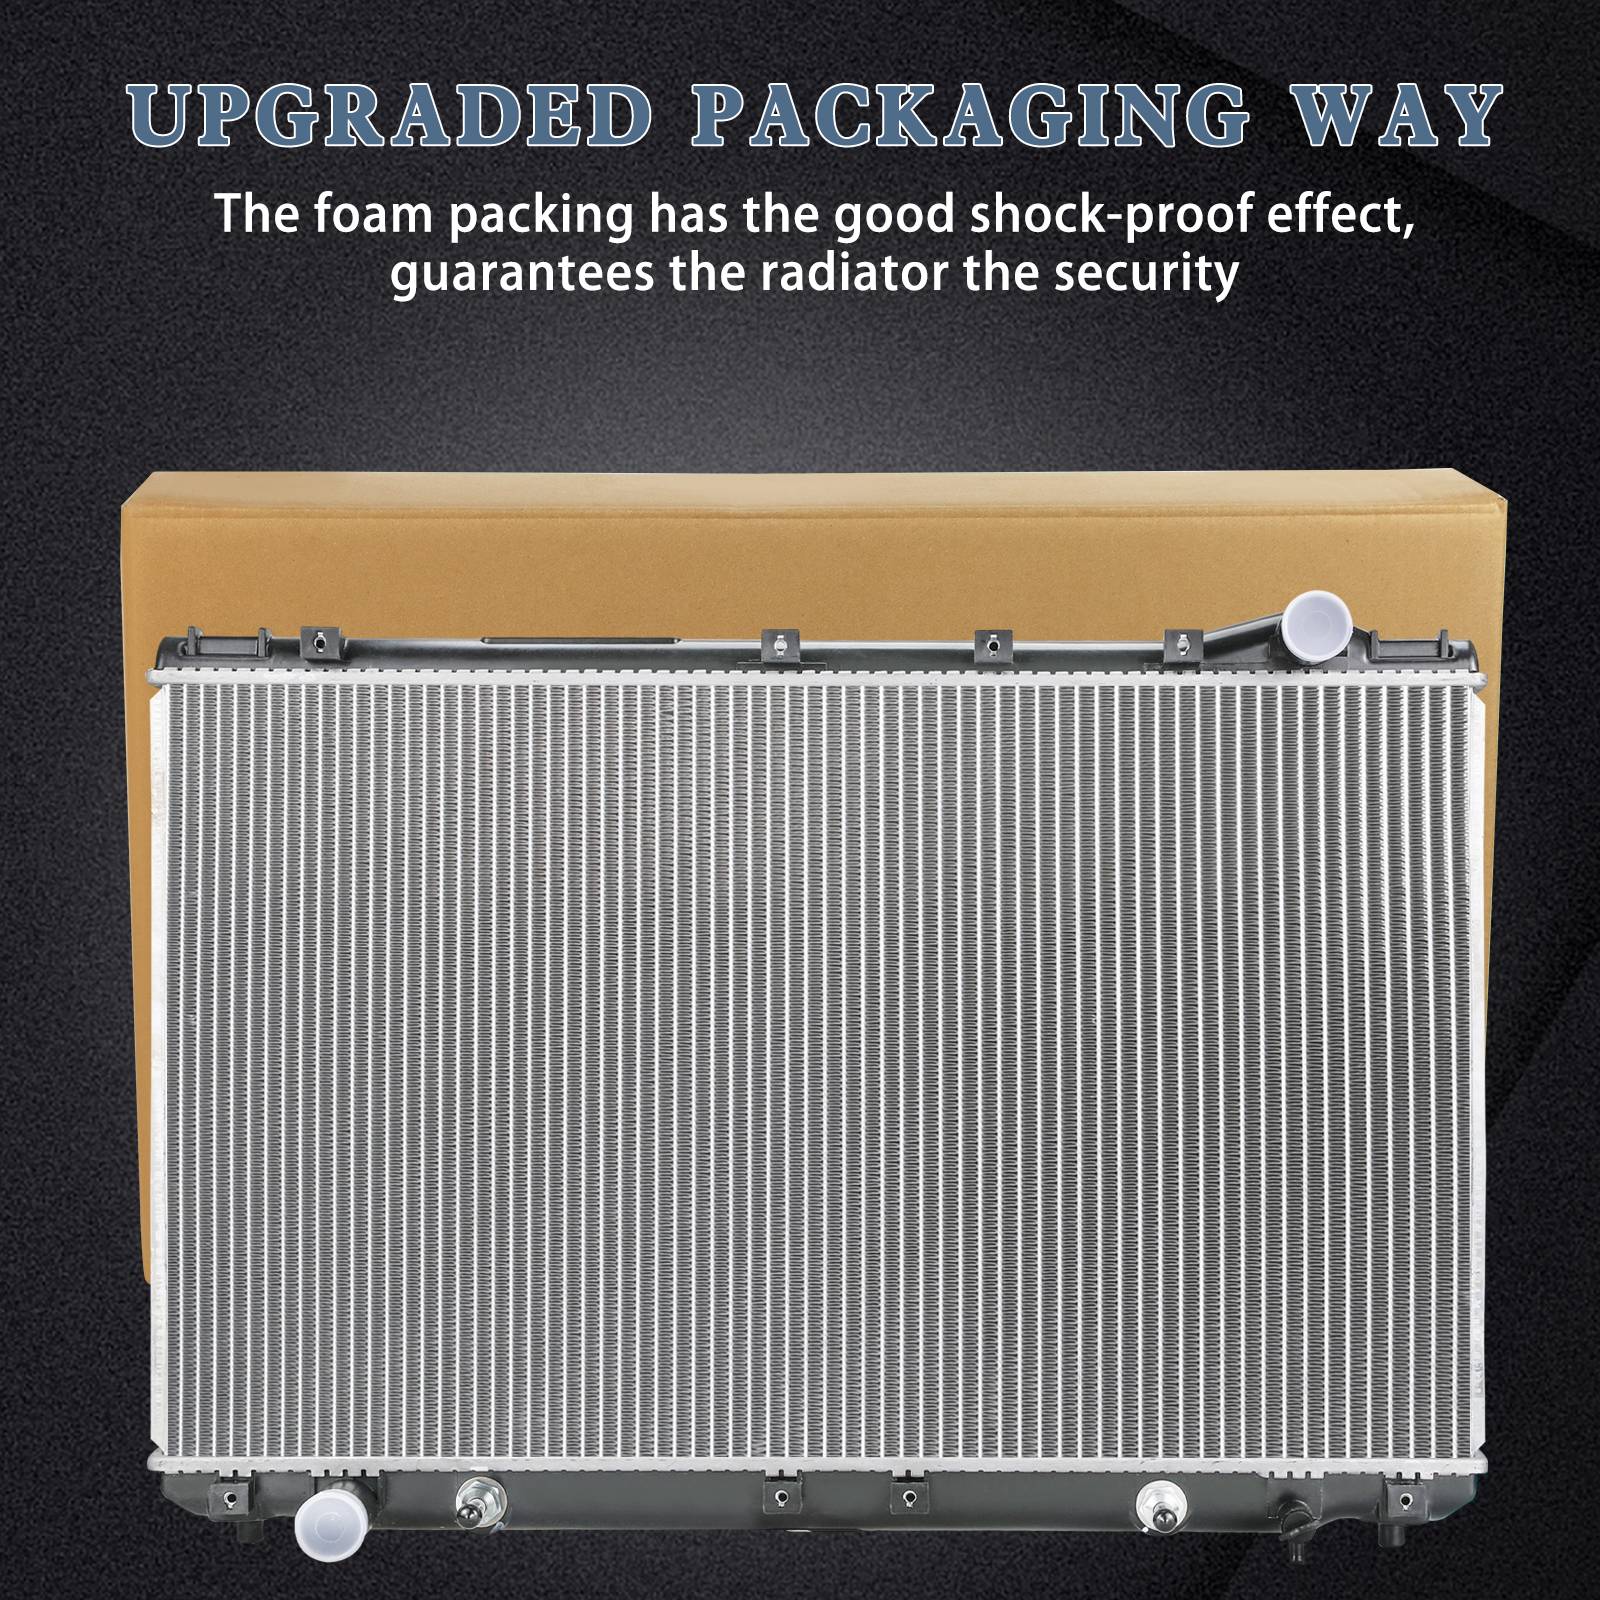 UPGRADED PACKAGING WAY
The foam packing has the good shock-proof effect,
guarantees the radiator the security